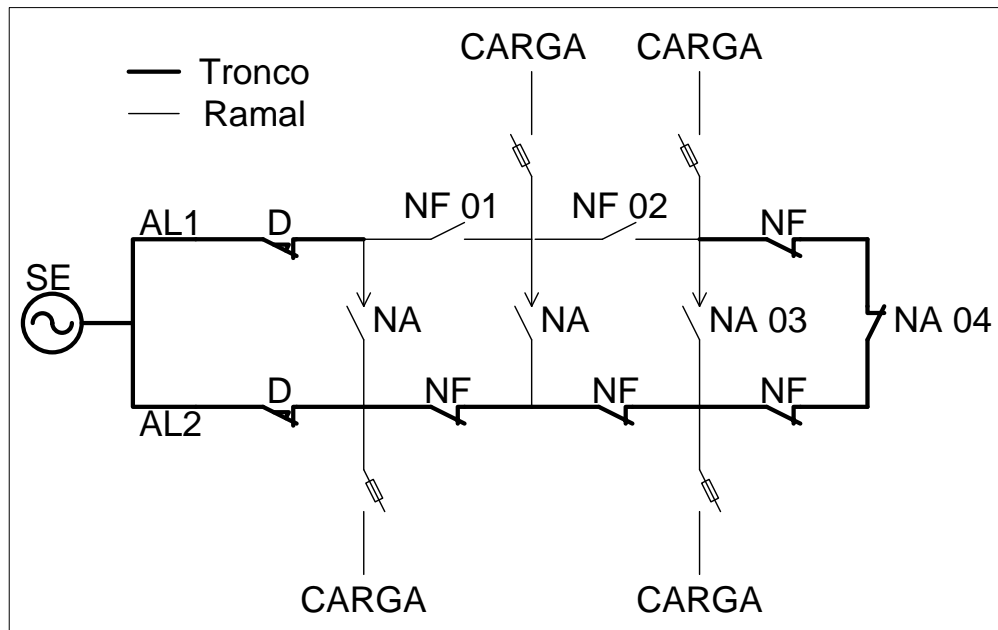 CARGA CARGA
Tronco
Ramal
NF 01
NF 02
AL1
D
NF
SE
NA
NA
NA 03
NA 04
D
NF
NF
NF
AL2
CARGA
CARGA